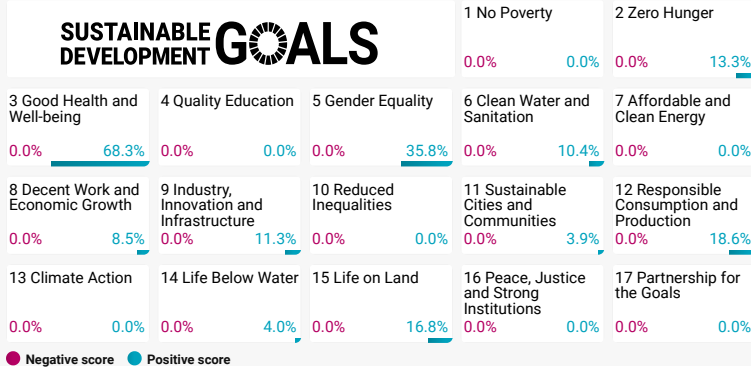 SUSTAINABLE
DEVELOPMENT
GOALS
1 No Poverty
0.0% 0.0%
2 Zero Hunger
0.0% 13.3%
3 Good Health and
Well-being
0.0% 68.3%
4 Quality Education
0.0% 0.0%
5 Gender Equality
0.0% 35.8%
6 Clean Water and
Sanitation
0.0% 10.4%
7 Affordable and
Clean Energy
0.0% 0.0%
8 Decent Work and
Economic Growth
0.0% 8.5%
9 Industry,
Innovation and
Infrastructure
0.0% 11.3%
10 Reduced
Inequalities
0.0% 0.0%
11 Sustainable
Cities and
Communities
0.0% 3.9%
12 Responsible
Consumption and
Production
0.0% 18.6%
13 Climate Action
0.0% 0.0%
14 Life Below Water
0.0% 4.0%
15 Life on Land
0.0% 16.8%
16 Peace, Justice
and Strong
Institutions
0.0% 0.0%
17 Partnership for
the Goals
0.0% 0.0%
Negative score Positive score